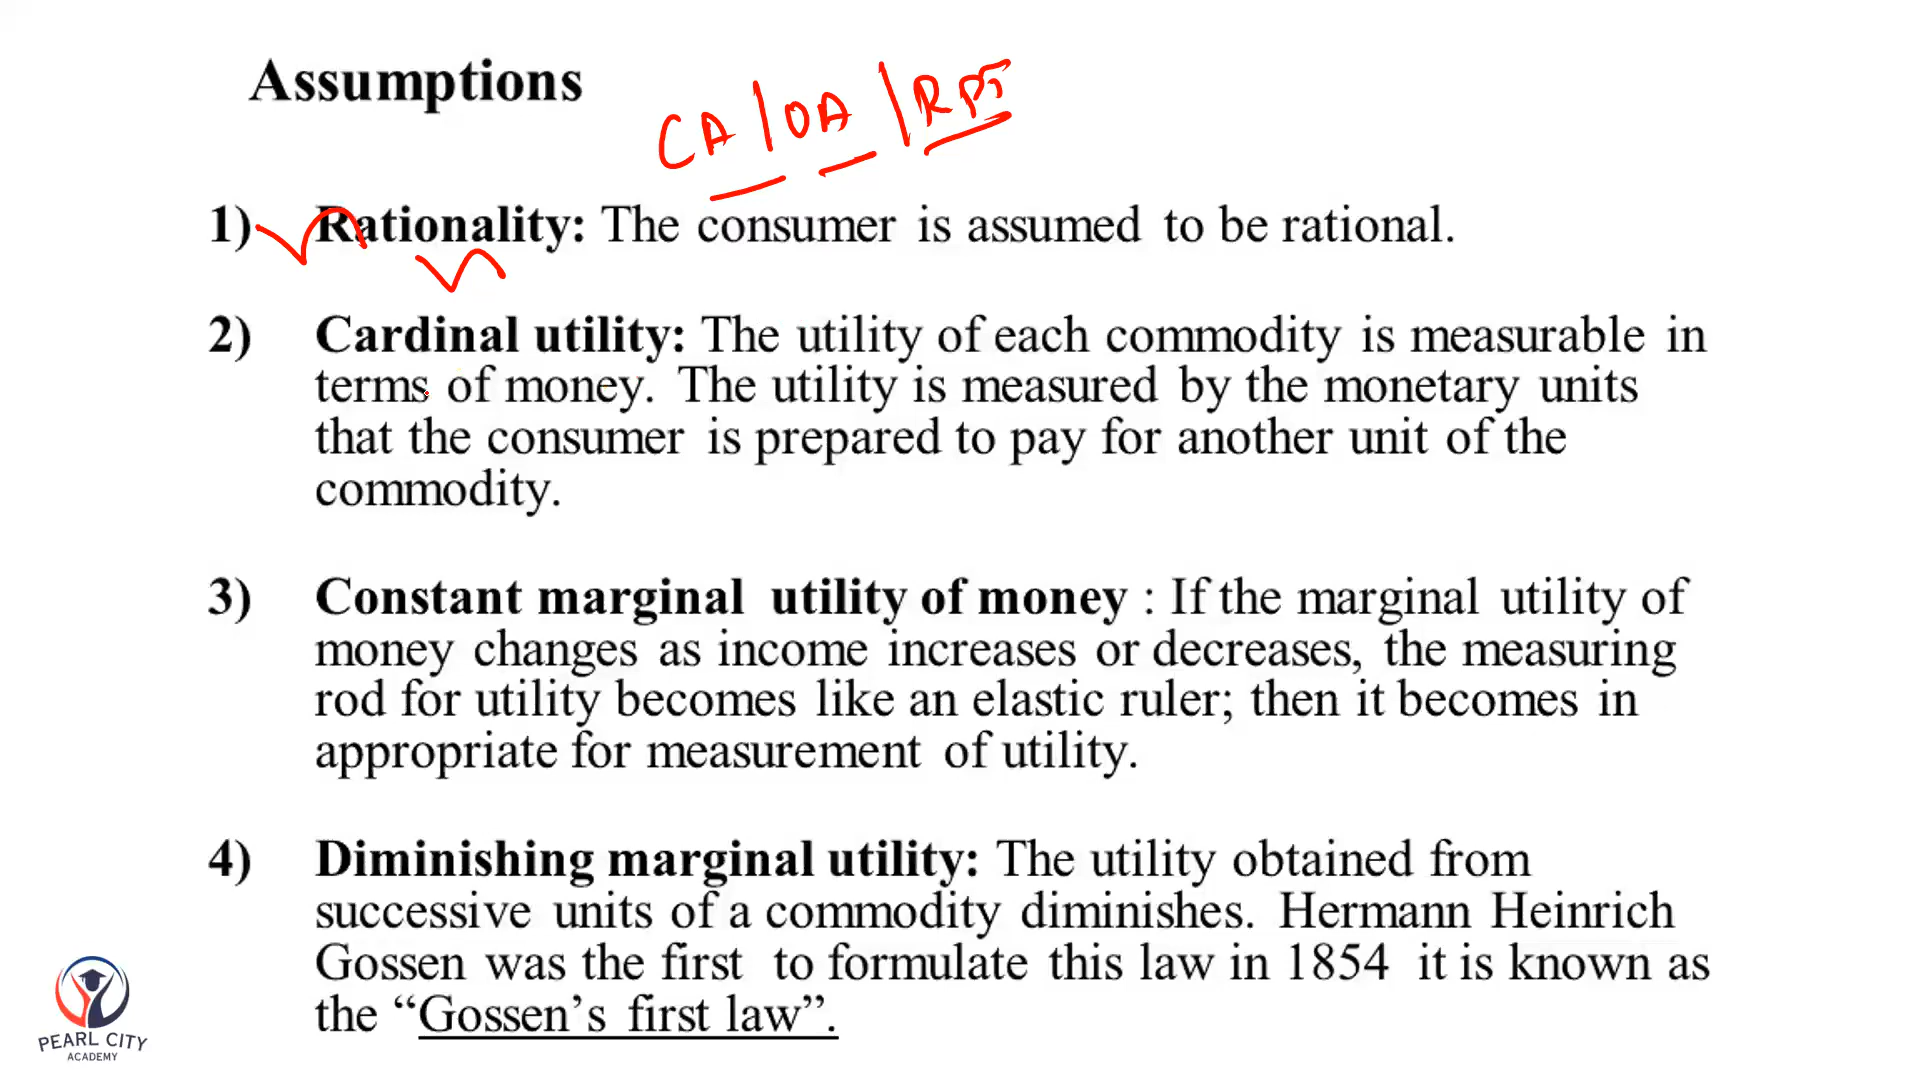 Assumptions
CA / OA / RPT
1) Rationality: The consumer is assumed to be rational.
2) Cardinal utility: The utility of each commodity is measurable in
terms of money. The utility is measured by the monetary units
that the consumer is prepared to pay for another unit of the
commodity.
3) Constant marginal utility of money : If the marginal utility of
money changes as income increases or decreases, the measuring
rod for utility becomes like an elastic ruler; then it becomes in
appropriate for measurement of utility.
4) Diminishing marginal utility: The utility obtained from
successive units of a commodity diminishes. Hermann Heinrich
Gossen was the first to formulate this law in 1854 it is known as
the “Gossen’s first law”.
PEARL CITY
ACADEMY